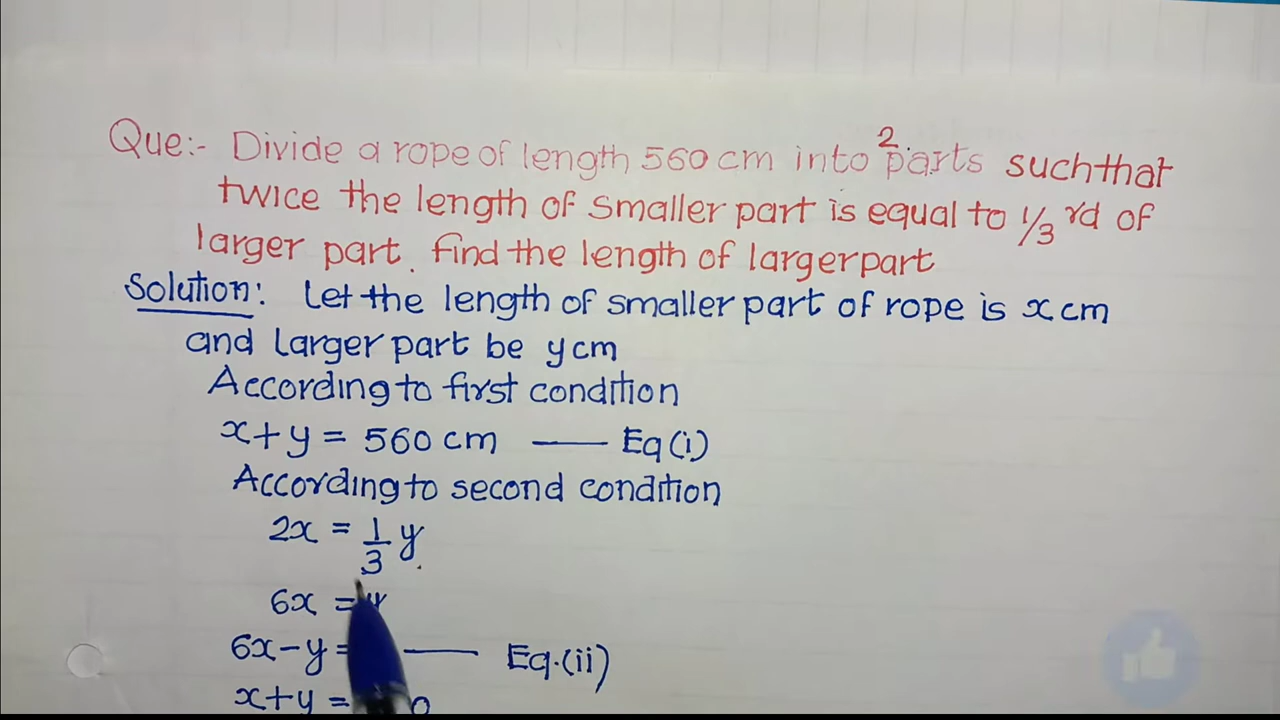 Que:- Divide a rope of length 560 cm into 2 parts such that
twice the length of smaller part is equal to 1/3 rd of
larger part. Find the length of larger part
Solution: Let the length of smaller part of rope is x cm
and larger part be y cm
According to first condition
x + y = 560 cm —— Eq (i)
According to second condition
2x = 1/3 y
6x =
6x - y = —— Eq.(ii)
x + y =